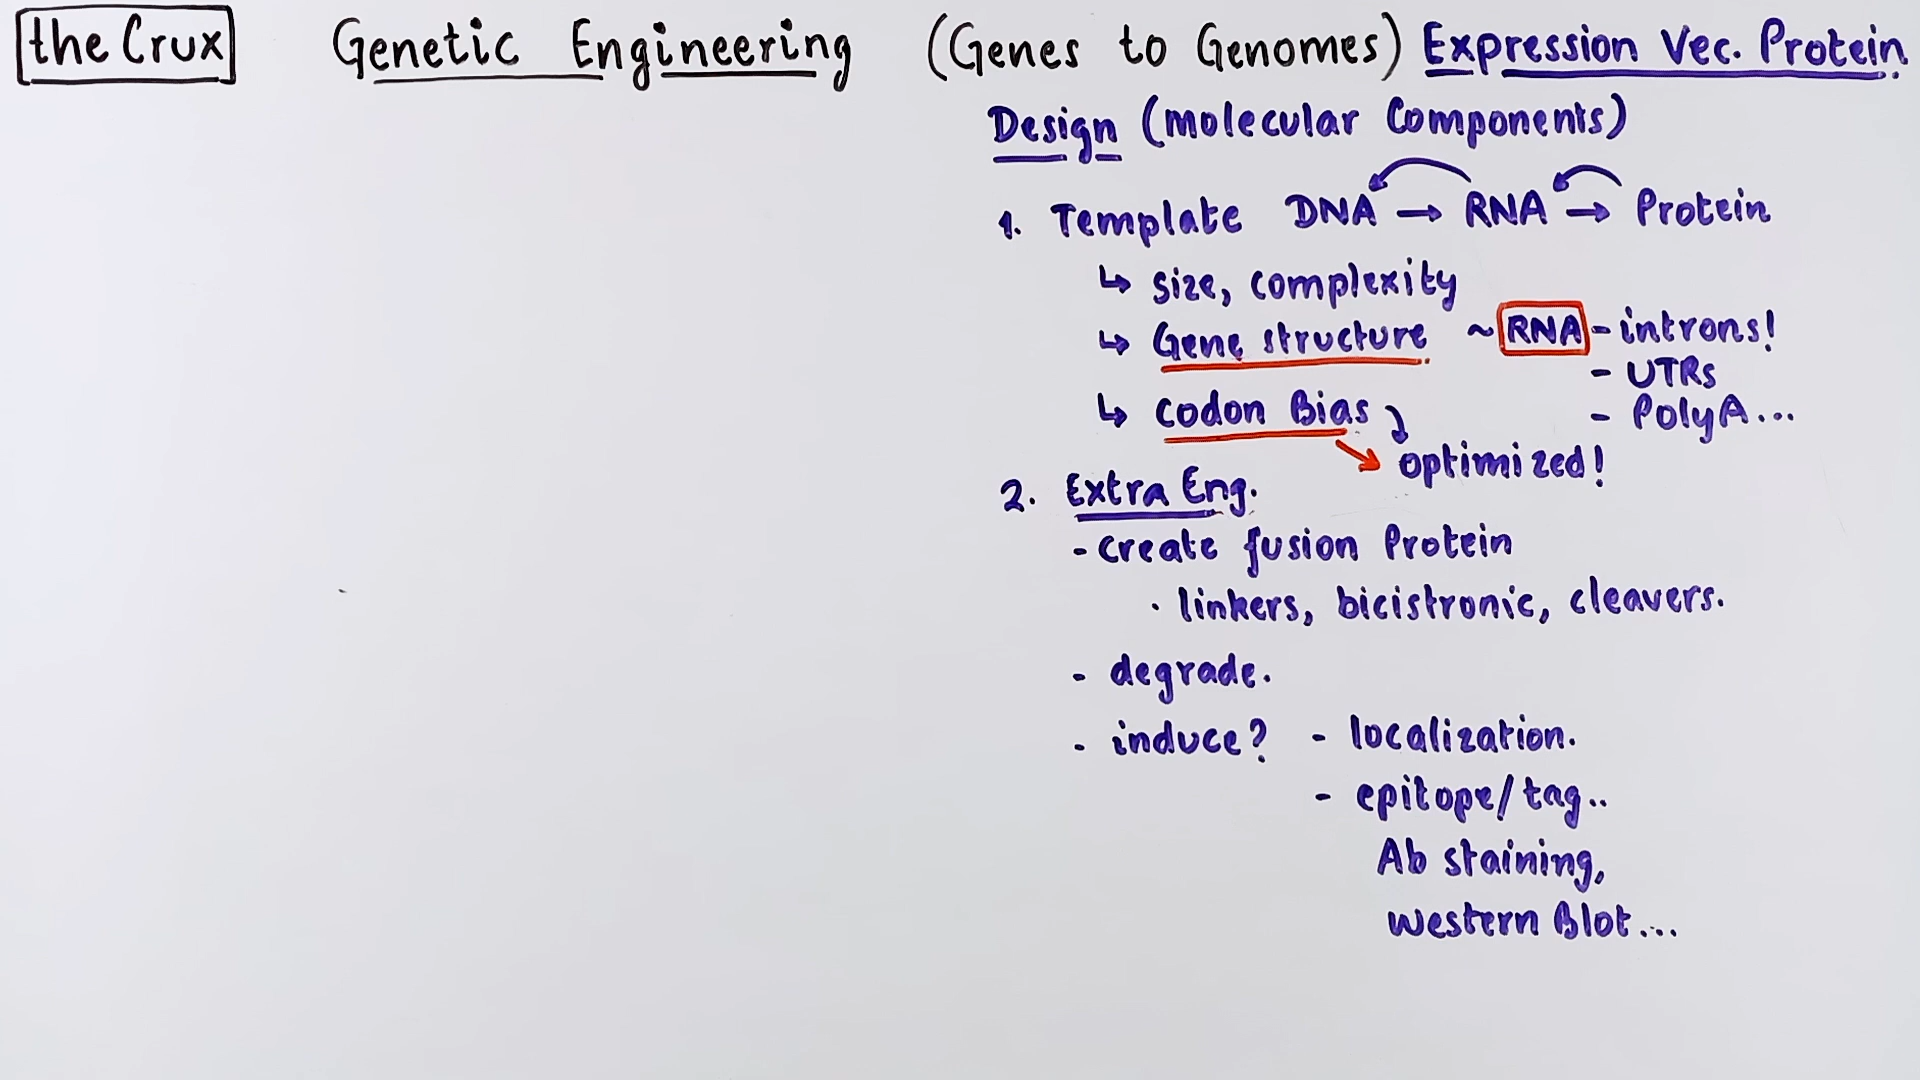 the Crux Genetic Engineering (Genes to Genomes) Expression Vec. Protein
Design (molecular Components)
1. Template DNA → RNA → Protein
↳ size, complexity
↳ Gene structure ~ RNA - introns!
- UTRs
↳ codon Bias - PolyA...
optimized!
2. Extra Eng.
- create fusion Protein
· linkers, bicistronic, cleavers.
- degrade.
- induce? - localization.
- epitope/tag..
Ab staining,
western Blot...